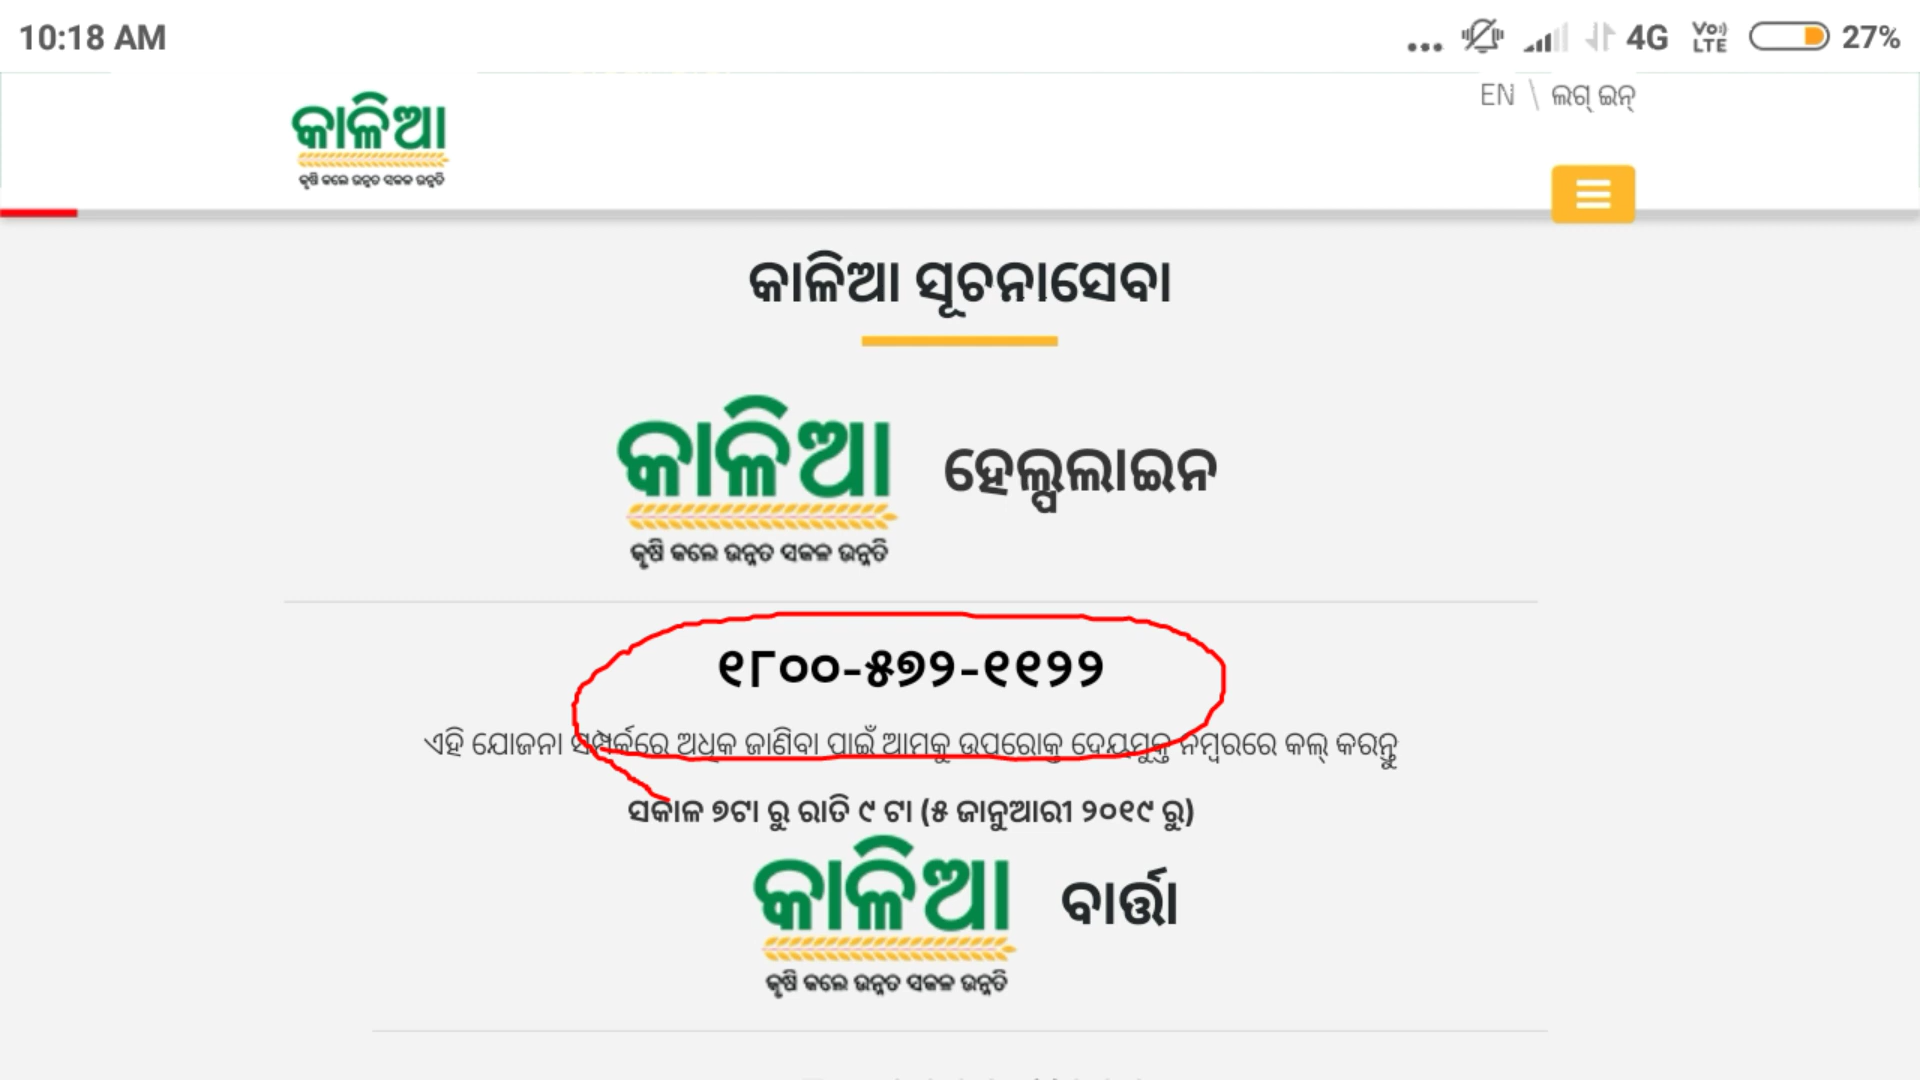 10:18 AM
... 4G Vo)) LTE 27%
EN \ ଲଗ୍ ଇନ୍
କାଳିଆ
କୃଷି କଲେ ଉନ୍ନତ ସକଳ ଉନ୍ନତି
କାଳିଆ ସୂଚନାସେବା
କାଳିଆ ହେଲ୍ପଲାଇନ
କୃଷି କଲେ ଉନ୍ନତ ସକଳ ଉନ୍ନତି
୧୮୦୦-୫୭୨-୧୧୨୨
ଏହି ଯୋଜନା ସମ୍ପର୍କରେ ଅଧିକ ଜାଣିବା ପାଇଁ ଆମକୁ ଉପରୋକ୍ତ ଦେୟମୁକ୍ତ ନମ୍ବରରେ କଲ୍ କରନ୍ତୁ
ସକାଳ ୭ଟା ରୁ ରାତି ୯ ଟା (୫ ଜାନୁଆରୀ ୨୦୧୯ ରୁ)
କାଳିଆ ବାର୍ତ୍ତା
କୃଷି କଲେ ଉନ୍ନତ ସକଳ ଉନ୍ନତି